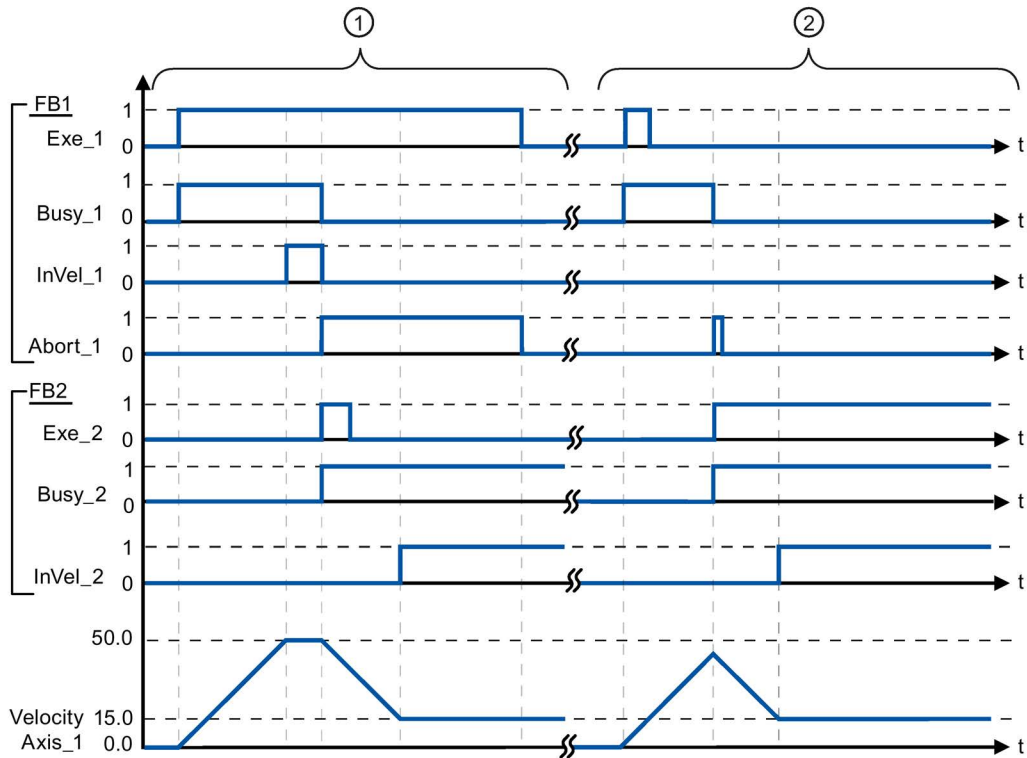 1 2
FB1
1
Exe_1
0
t
1
Busy_1
0
t
1
InVel_1
0
t
1
Abort_1
0
t
FB2
1
Exe_2
0
t
1
Busy_2
0
t
1
InVel_2
0
t
50.0
Velocity 15.0
Axis_1 0.0
t